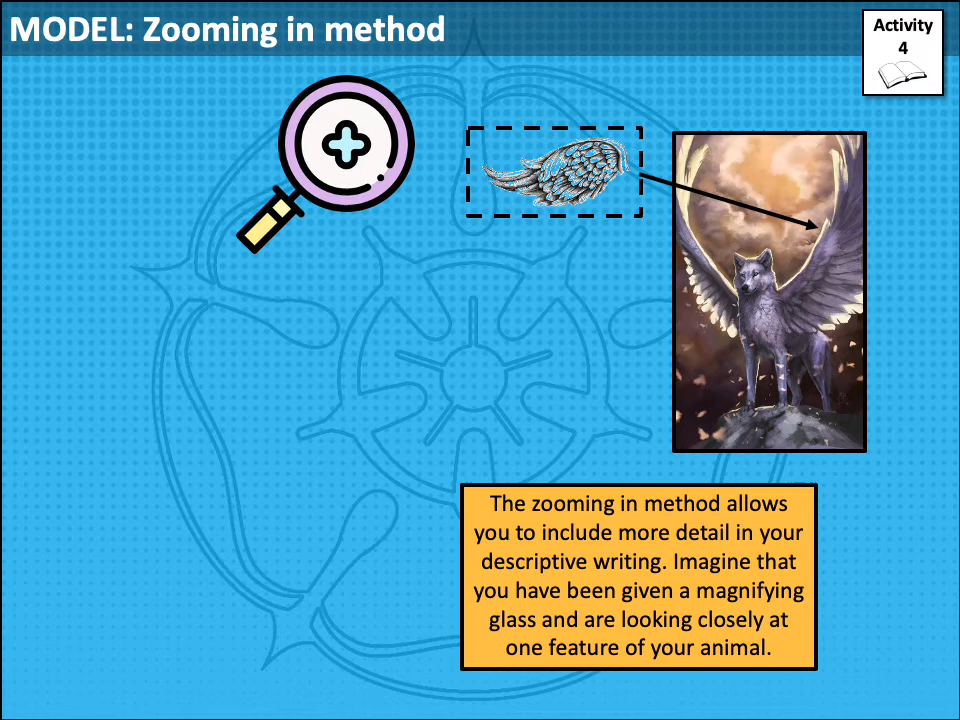 MODEL: Zooming in method
Activity
4
The zooming in method allows
you to include more detail in your
descriptive writing. Imagine that
you have been given a magnifying
glass and are looking closely at
one feature of your animal.